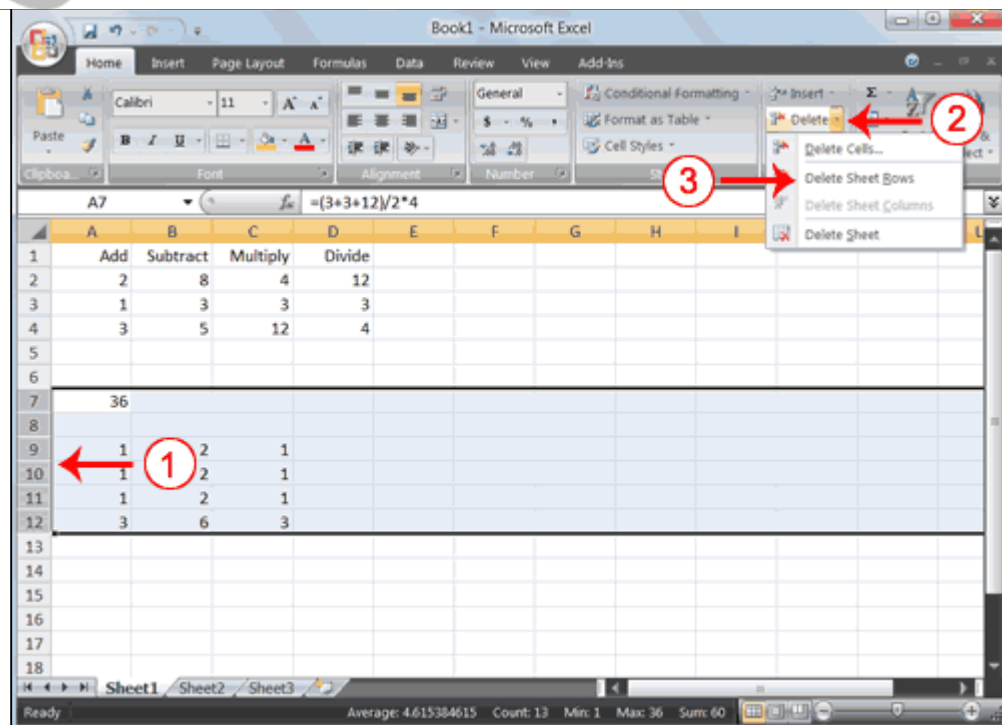 Book1 - Microsoft Excel
Home Insert Page Layout Formulas Data Review View Add-Ins
Calibri 11 A A General Conditional Formatting Insert Σ
Paste B I U A $ % , Format as Table Delete 2
Cell Styles Delete Cells...
Clipboa... Font Alignment Number 3 Delete Sheet Rows
A7 fx =(3+3+12)/2*4 Delete Sheet Columns
A B C D E F G H I Delete Sheet L
1 Add Subtract Multiply Divide
2 2 8 4 12
3 1 3 3 3
4 3 5 12 4
5
6
7 36
8
9 1 2 1
10 1 1 2 1
11 1 2 1
12 3 6 3
13
14
15
16
17
18
Sheet1 Sheet2 Sheet3
Ready Average: 4.615384615 Count: 13 Min: 1 Max: 36 Sum: 60